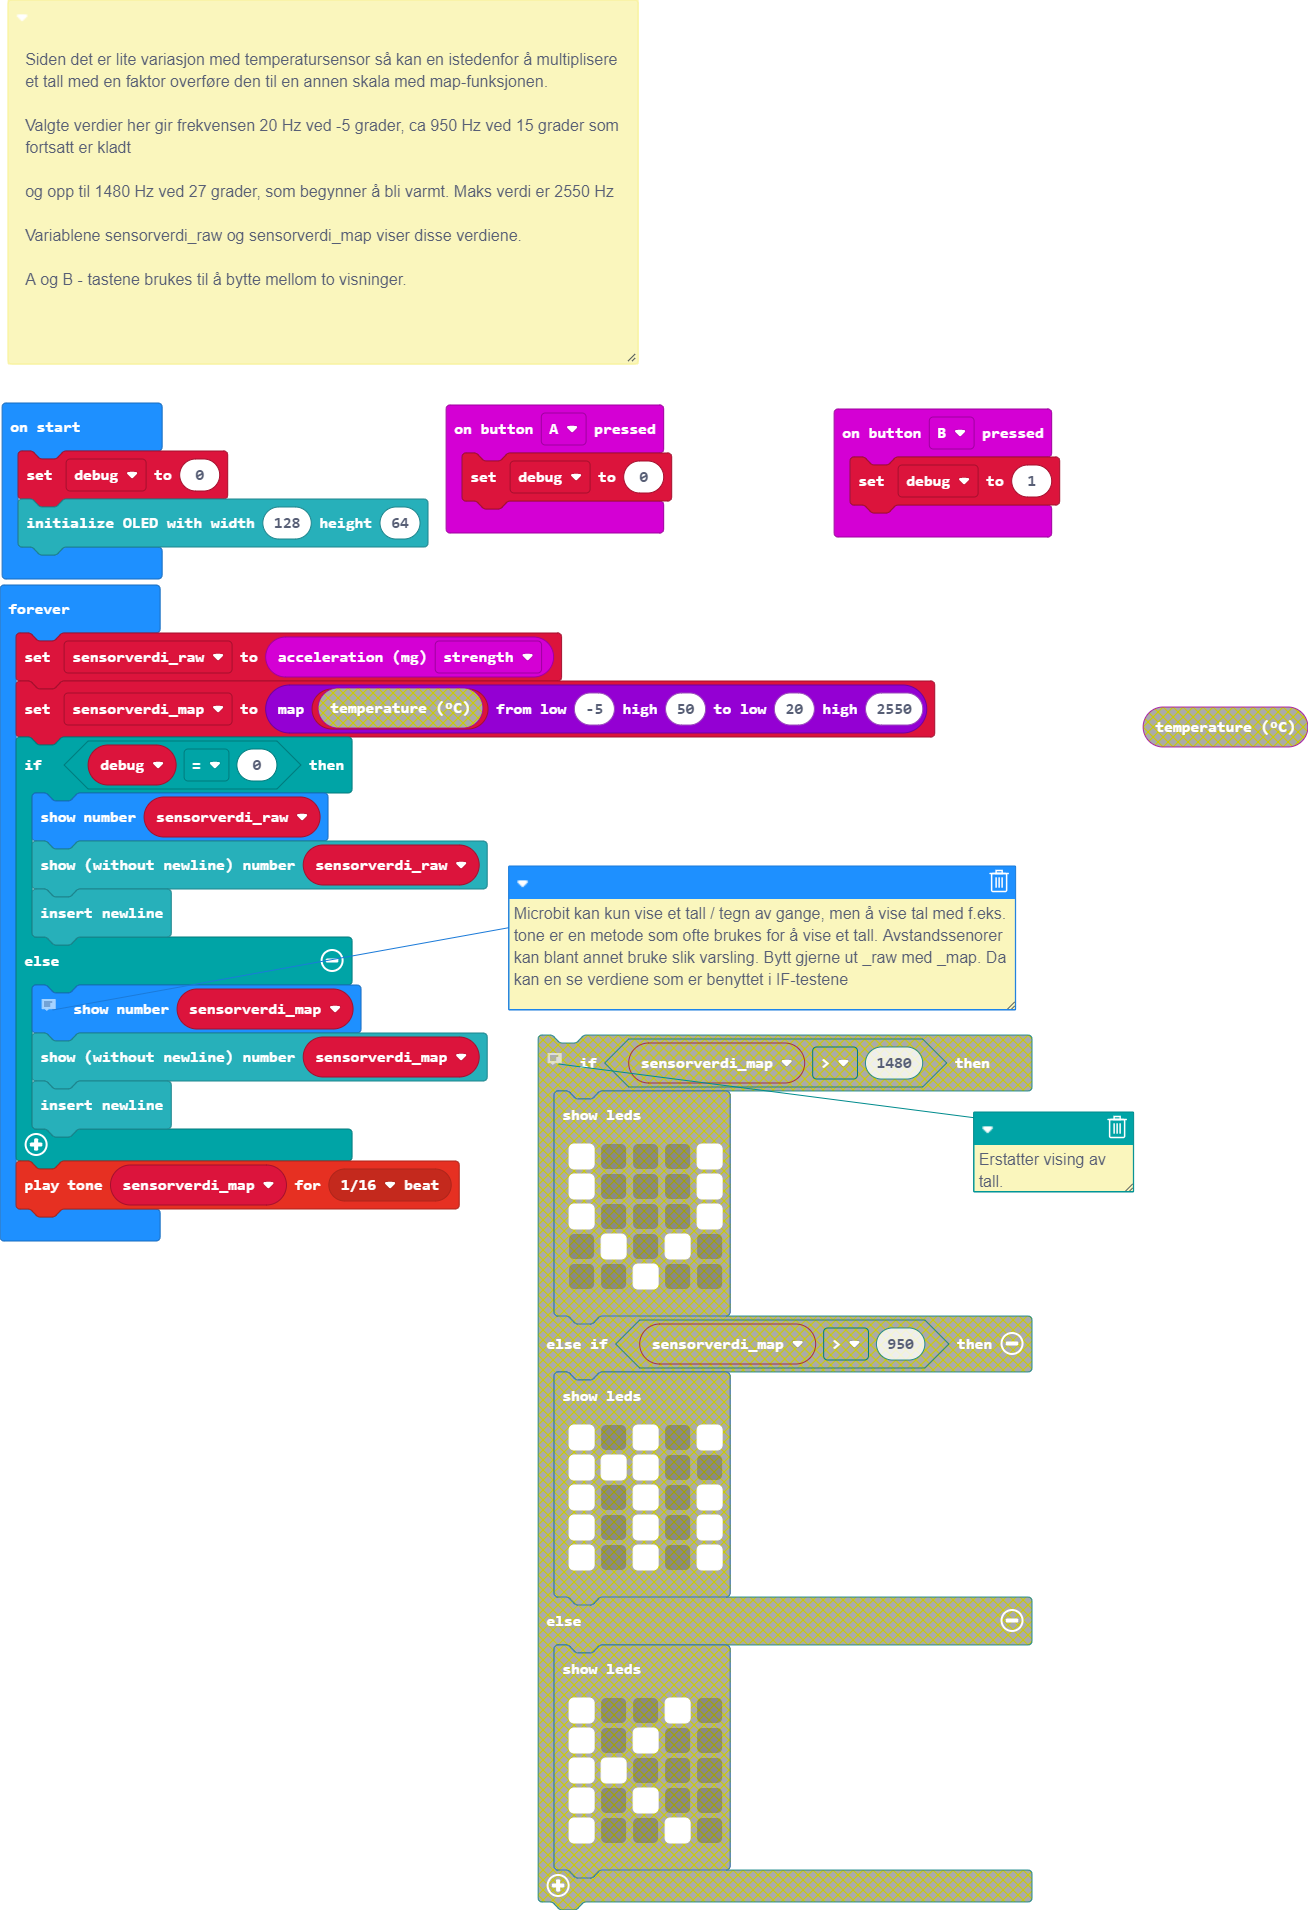 Siden det er lite variasjon med temperatursensor så kan en istedenfor å multiplisere
et tall med en faktor overføre den til en annen skala med map-funksjonen.
Valgte verdier her gir frekvensen 20 Hz ved -5 grader, ca 950 Hz ved 15 grader som
fortsatt er kladt
og opp til 1480 Hz ved 27 grader, som begynner å bli varmt. Maks verdi er 2550 Hz
Variablene sensorverdi_raw og sensorverdi_map viser disse verdiene.
A og B - tastene brukes til å bytte mellom to visninger.
on start
set debug to 0
initialize OLED with width 128 height 64
on button A pressed
set debug to 0
on button B pressed
set debug to 1
forever
set sensorverdi_raw to acceleration (mg) strength
set sensorverdi_map to map temperature (ºC) from low -5 high 50 to low 20 high 2550
temperature (ºC)
if debug = 0 then
show number sensorverdi_raw
show (without newline) number sensorverdi_raw
insert newline
else
show number sensorverdi_map
show (without newline) number sensorverdi_map
insert newline
play tone sensorverdi_map for 1/16 beat
Microbit kan kun vise et tall / tegn av gange, men å vise tal med f.eks.
tone er en metode som ofte brukes for å vise et tall. Avstandssenorer
kan blant annet bruke slik varsling. Bytt gjerne ut _raw med _map. Da
kan en se verdiene som er benyttet i IF-testene
if sensorverdi_map > 1480 then
show leds
Erstatter vising av
tall.
else if sensorverdi_map > 950 then
show leds
else
show leds